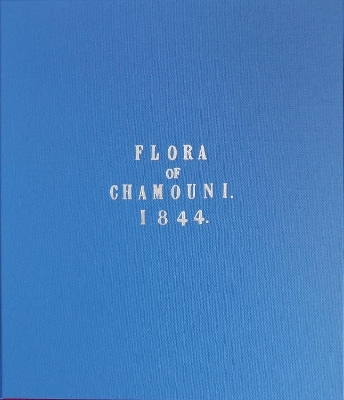 FLORA
OF
CHAMOUNI.
1844.